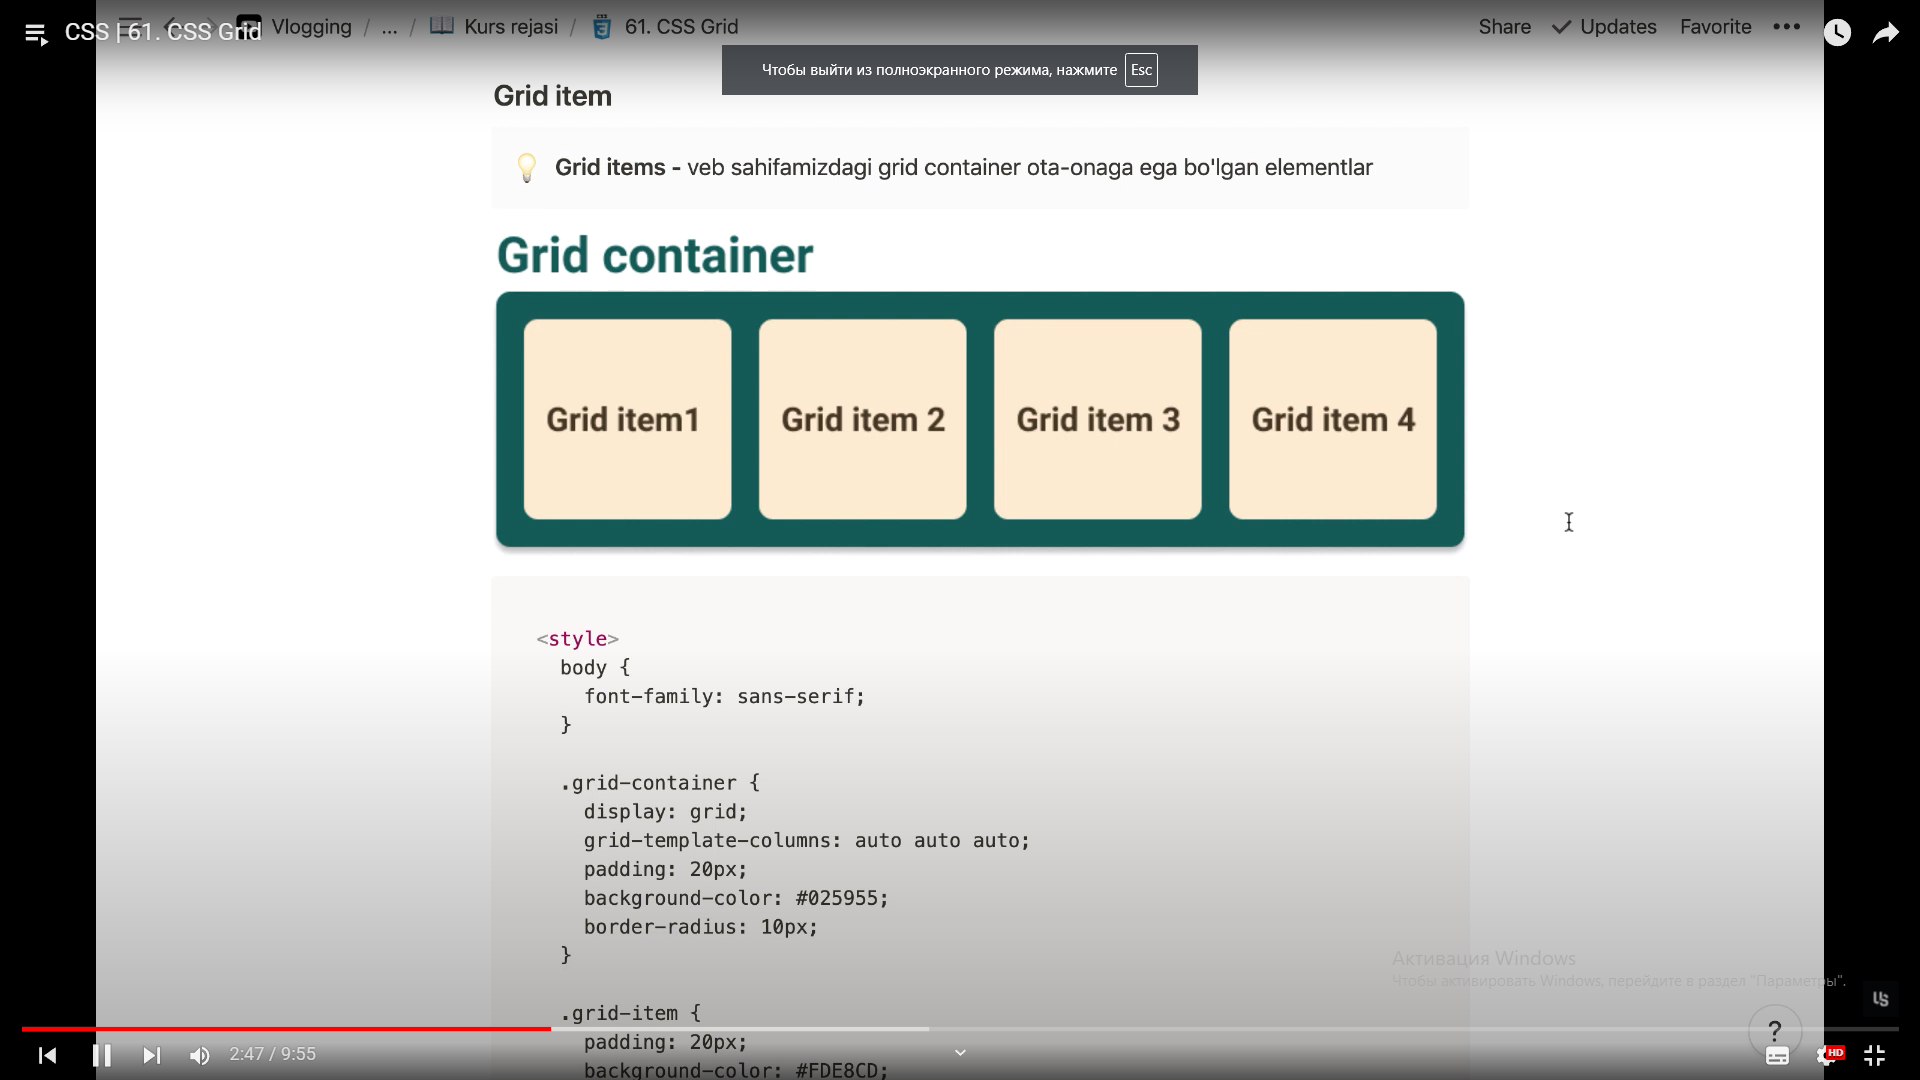 CSS | 61. CSS Grid
Vlogging / ... / Kurs rejasi / 61. CSS Grid
Share Updates Favorite •••
Чтобы выйти из полноэкранного режима, нажмите Esc
Grid item
Grid items - veb sahifamizdagi grid container ota-onaga ega bo'lgan elementlar
Grid container
Grid item1
Grid item 2
Grid item 3
Grid item 4
<style>
body {
font-family: sans-serif;
}
.grid-container {
display: grid;
grid-template-columns: auto auto auto;
padding: 20px;
background-color: #025955;
border-radius: 10px;
}
.grid-item {
padding: 20px;
background-color: #FDE8CD;
Активация Windows
Чтобы активировать Windows, перейдите в раздел "Параметры".
?
2:47 / 9:55
HD